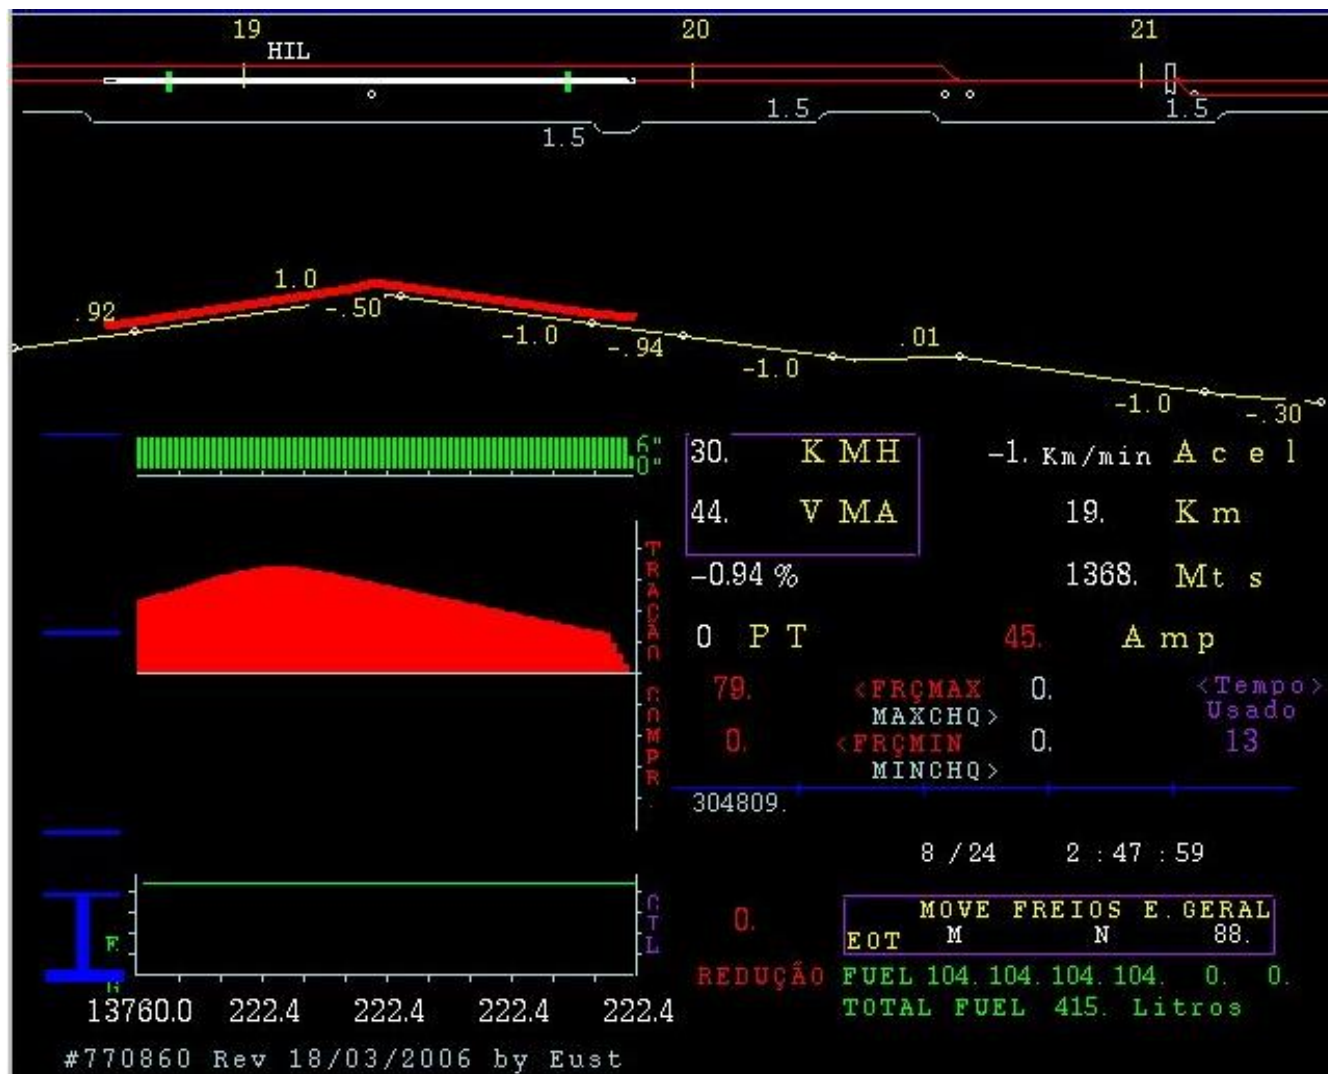 19 20 21
HIL
1.5 1.5 1.5
.92 1.0 -.50 -1.0 -.94 -1.0 .01 -1.0 -.30
6"
0"
30. KMH -1. Km/min Acel
44. VMA 19. Km
-0.94 % 1368. Mts
0 PT 45. Amp
TRAÇÃO
COMPR.
79. <FRÇMAX 0. <Tempo>
MAXCHQ> Usado
0. <FRÇMIN 0. 13
MINCHQ>
304809.
8 /24 2 : 47 : 59
CTL
0.
MOVE FREIOS E.GERAL
EOT M N 88.
REDUÇÃO FUEL 104. 104. 104. 104. 0. 0.
TOTAL FUEL 415. Litros
13760.0 222.4 222.4 222.4 222.4
#770860 Rev 18/03/2006 by Eust